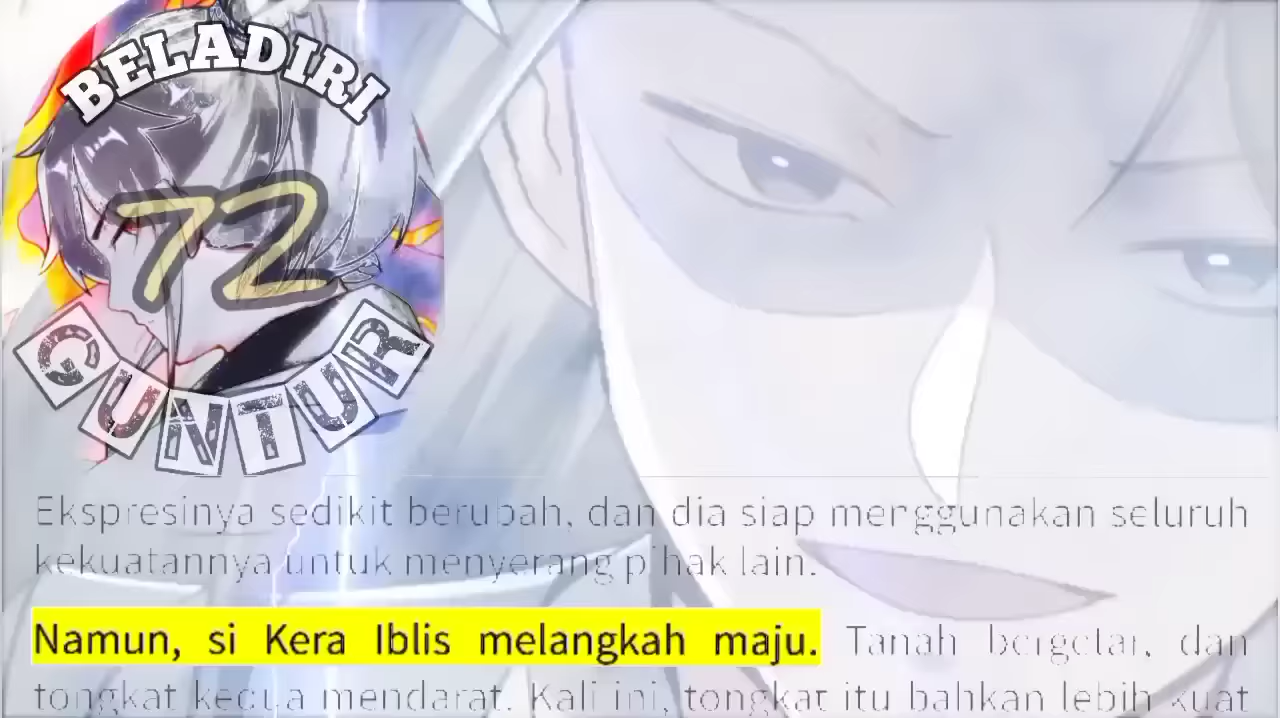 BELADIRI
72
GUNTUR
Ekspresinya sedikit berubah, dan dia siap menggunakan seluruh
kekuatannya untuk menyerang pihak lain.
Namun, si Kera Iblis melangkah maju. Tanah bergetar, dan
tongkat kedua mendarat. Kali ini, tongkat itu bahkan lebih kuat